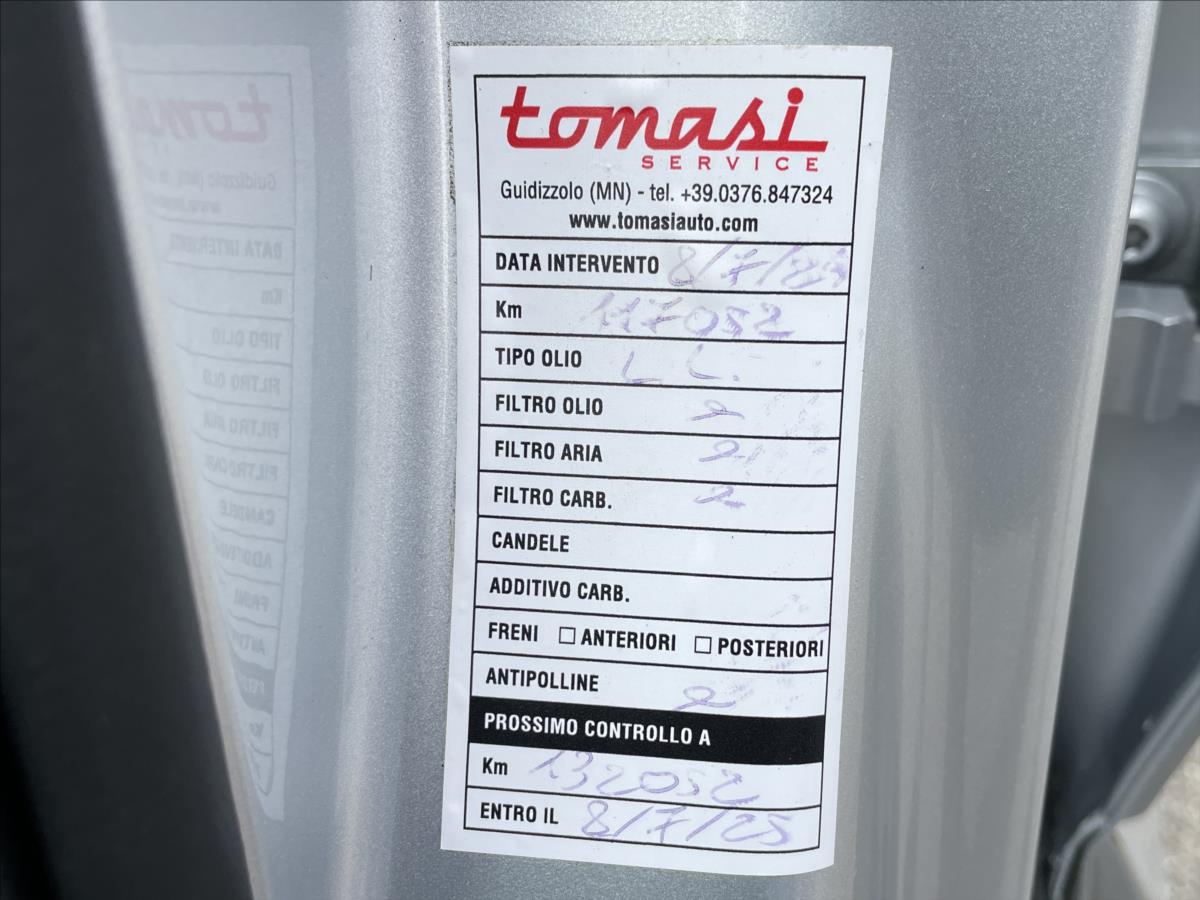 tomasi
SERVICE
Guidizzolo (MN) - tel. +39.0376.847324
www.tomasiauto.com
DATA INTERVENTO 8/7/24
Km 117052
TIPO OLIO L L.
FILTRO OLIO
FILTRO ARIA
FILTRO CARB.
CANDELE
ADDITIVO CARB.
FRENI ANTERIORI POSTERIORI
ANTIPOLLINE
PROSSIMO CONTROLLO A
Km 132052
ENTRO IL 8/7/25